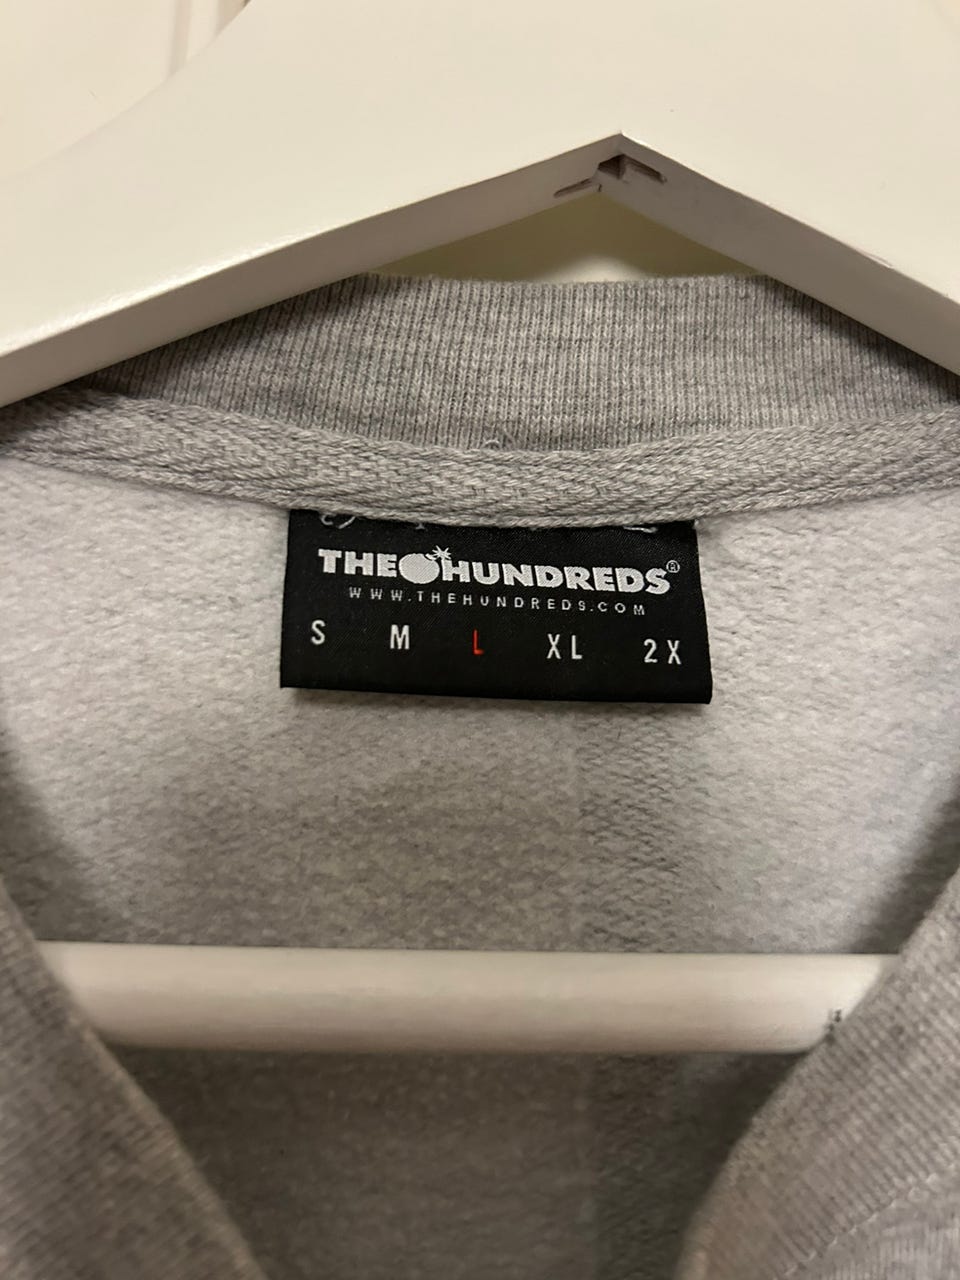 THE HUNDREDS®
WWW.THEHUNDREDS.COM
S M L XL 2X